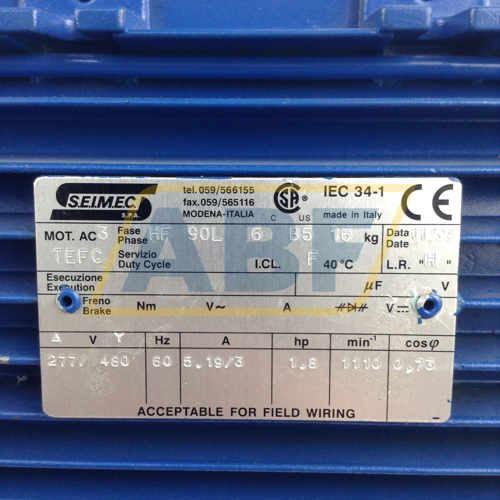 SEIMEC S.P.A.
tel.059/566155
fax.059/565116
MODENA-ITALIA
SA C US
IEC 34-1
made in Italy
CE
MOT. AC 3 Fase Phase HF 90L 6 B5 16 kg Data Date
TEFC Servizio Duty Cycle I.CL. F 40°C L.R. "H"
Esecuzione Execution µF V
Freno Brake Nm V~ A V
Δ V Y Hz A hp min⁻¹ cosφ
277/ 480 60 5.19/3 1.8 1110 0,73
ACCEPTABLE FOR FIELD WIRING
ABF